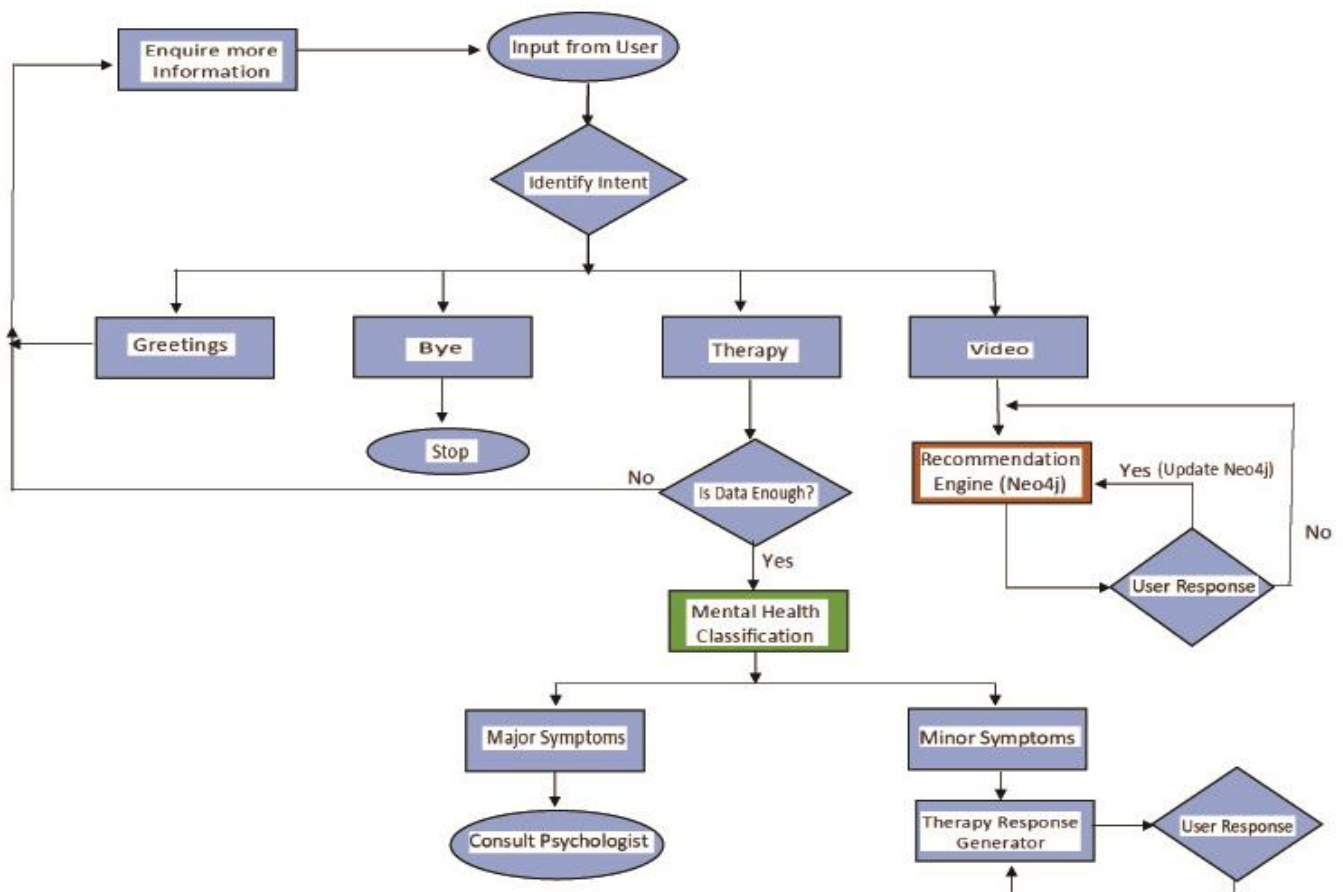 Enquire more
Information
Input from User
Identify Intent
Greetings
Bye
Therapy
Video
Stop
No
Is Data Enough?
Recommendation
Engine (Neo4j)
Yes (Update Neo4j)
No
User Response
Yes
Mental Health
Classification
Major Symptoms
Minor Symptoms
Consult Psychologist
Therapy Response
Generator
User Response